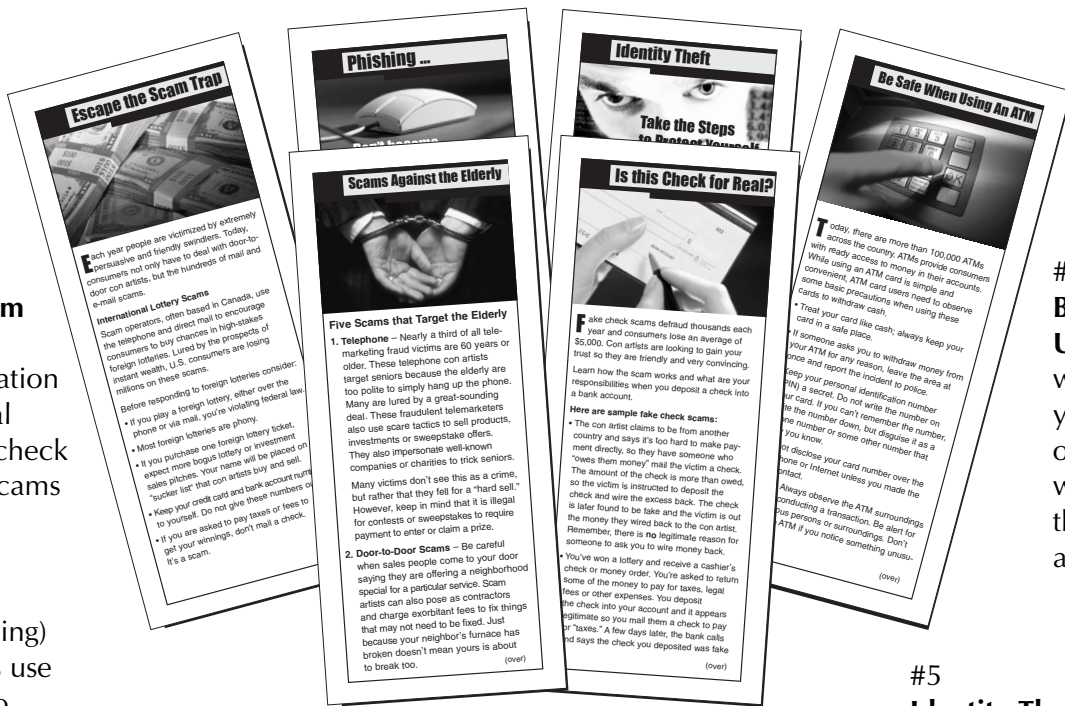 Escape the Scam Trap
Each year people are victimized by extremely
persuasive and friendly swindlers. Today,
consumers not only have to deal with door-to-
door con artists, but the hundreds of mail and
e-mail scams.
International Lottery Scams
Scam operators, often based in Canada, use
the telephone and direct mail to encourage
consumers to buy chances in high-stakes
foreign lotteries. Lured by the prospects of
instant wealth, U.S. consumers are losing
millions on these scams.
Before responding to foreign lotteries consider:
• If you play a foreign lottery, either over the
phone or via mail, you're violating federal law.
• Most foreign lotteries are phony.
• If you purchase one foreign lottery ticket,
expect more bogus lottery or investment
sales pitches. Your name will be placed on
"sucker list" that con artists buy and sell.
• Keep your credit card and bank account num
to yourself. Do not give these numbers o
• If you are asked to pay taxes or fees to
get your winnings, don't mail a check.
It's a scam.
Phishing ...
Don't become
Identity Theft
Take the Steps
to Protect Yourself
Scams Against the Elderly
Five Scams that Target the Elderly
1. Telephone – Nearly a third of all tele-
marketing fraud victims are 60 years or
older. These telephone con artists
target seniors because the elderly are
too polite to simply hang up the phone.
Many are lured by a great-sounding
deal. These fraudulent telemarketers
also use scare tactics to sell products,
investments or sweepstake offers.
They also impersonate well-known
companies or charities to trick seniors.
Many victims don't see this as a crime,
but rather that they fell for a "hard sell."
However, keep in mind that it is illegal
for contests or sweepstakes to require
payment to enter or claim a prize.
2. Door-to-Door Scams – Be careful
when sales people come to your door
saying they are offering a neighborhood
special for a particular service. Scam
artists can also pose as contractors
and charge exorbitant fees to fix things
that may not need to be fixed. Just
because your neighbor's furnace has
broken doesn't mean yours is about
to break too.
(over)
Is this Check for Real?
Fake check scams defraud thousands each
year and consumers lose an average of
$5,000. Con artists are looking to gain your
trust so they are friendly and very convincing.
Learn how the scam works and what are your
responsibilities when you deposit a check into
a bank account.
Here are sample fake check scams:
• The con artist claims to be from another
country and says it's too hard to make pay-
ment directly, so they have someone who
"owes them money" mail the victim a check.
The amount of the check is more than owed,
so the victim is instructed to deposit the
check and wire the excess back. The check
is later found to be fake and the victim is out
the money they wired back to the con artist.
Remember, there is no legitimate reason for
someone to ask you to wire money back.
• You've won a lottery and receive a cashier's
check or money order. You're asked to return
some of the money to pay for taxes, legal
fees or other expenses. You deposit
the check into your account and it appears
legitimate so you mail them a check to pay
or "taxes." A few days later, the bank calls
nd says the check you deposited was fake
(over)
Be Safe When Using An ATM
Today, there are more than 100,000 ATMs
across the country. ATMs provide consumers
with ready access to money in their accounts.
While using an ATM card is simple and
convenient, ATM card users need to observe
some basic precautions when using these
cards to withdraw cash.
• Treat your card like cash; always keep your
card in a safe place.
• If someone asks you to withdraw money from
your ATM for any reason, leave the area at
once and report the incident to police.
Keep your personal identification number
PIN) a secret. Do not write the number on
ur card. If you can't remember the number,
te the number down, but disguise it as a
ne number or some other number that
you know.
ot disclose your card number over the
hone or Internet unless you made the
ontact.
Always observe the ATM surroundings
conducting a transaction. Be alert for
ous persons or surroundings. Don't
ATM if you notice something unusu-
(over)
m
ation
al
check
cams
ing)
s use
#
B
U
w
y
o
w
th
a
#5